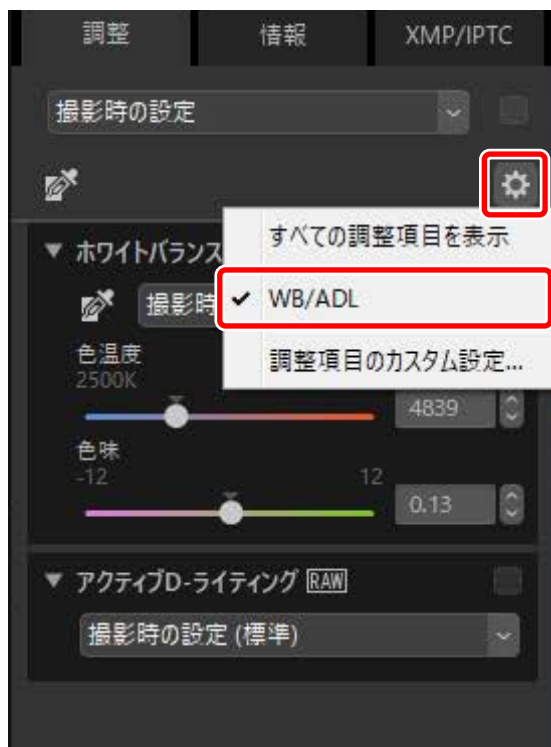 調整 情報 XMP/IPTC
撮影時の設定
すべての調整項目を表示
▼ ホワイトバランス
撮影時
✓ WB/ADL
調整項目のカスタム設定...
色温度
2500K
4839
色味
-12 12
0.13
▼ アクティブD-ライティング RAW
撮影時の設定 (標準)